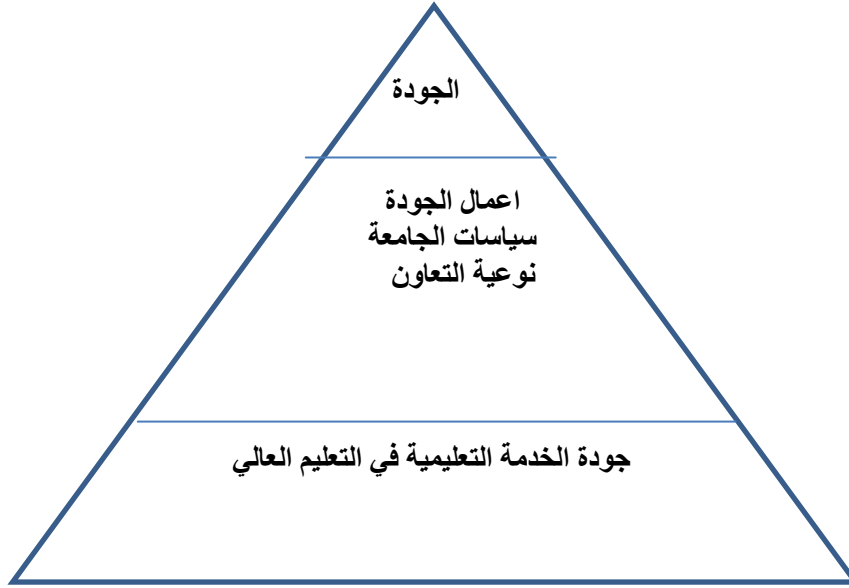 الجودة
اعمال الجودة
سياسات الجامعة
نوعية التعاون
جودة الخدمة التعليمية في التعليم العالي